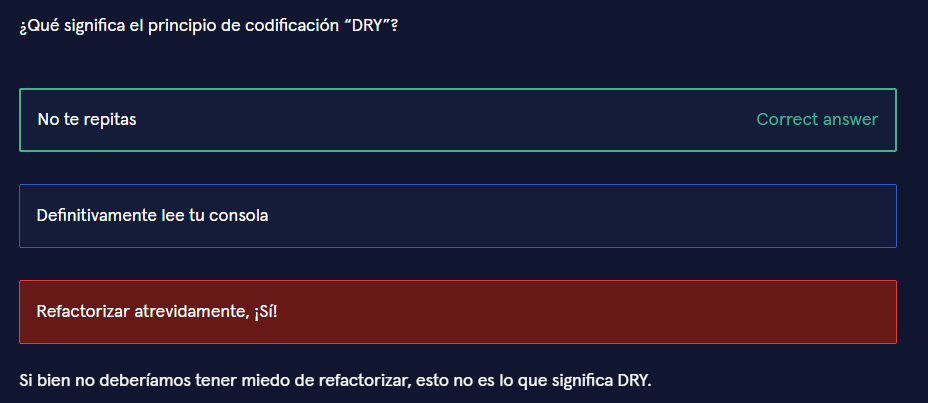 ¿Qué significa el principio de codificación “DRY”?
No te repitas
Correct answer
Definitivamente lee tu consola
Refactorizar atrevidamente, ¡Sí!
Si bien no deberíamos tener miedo de refactorizar, esto no es lo que significa DRY.